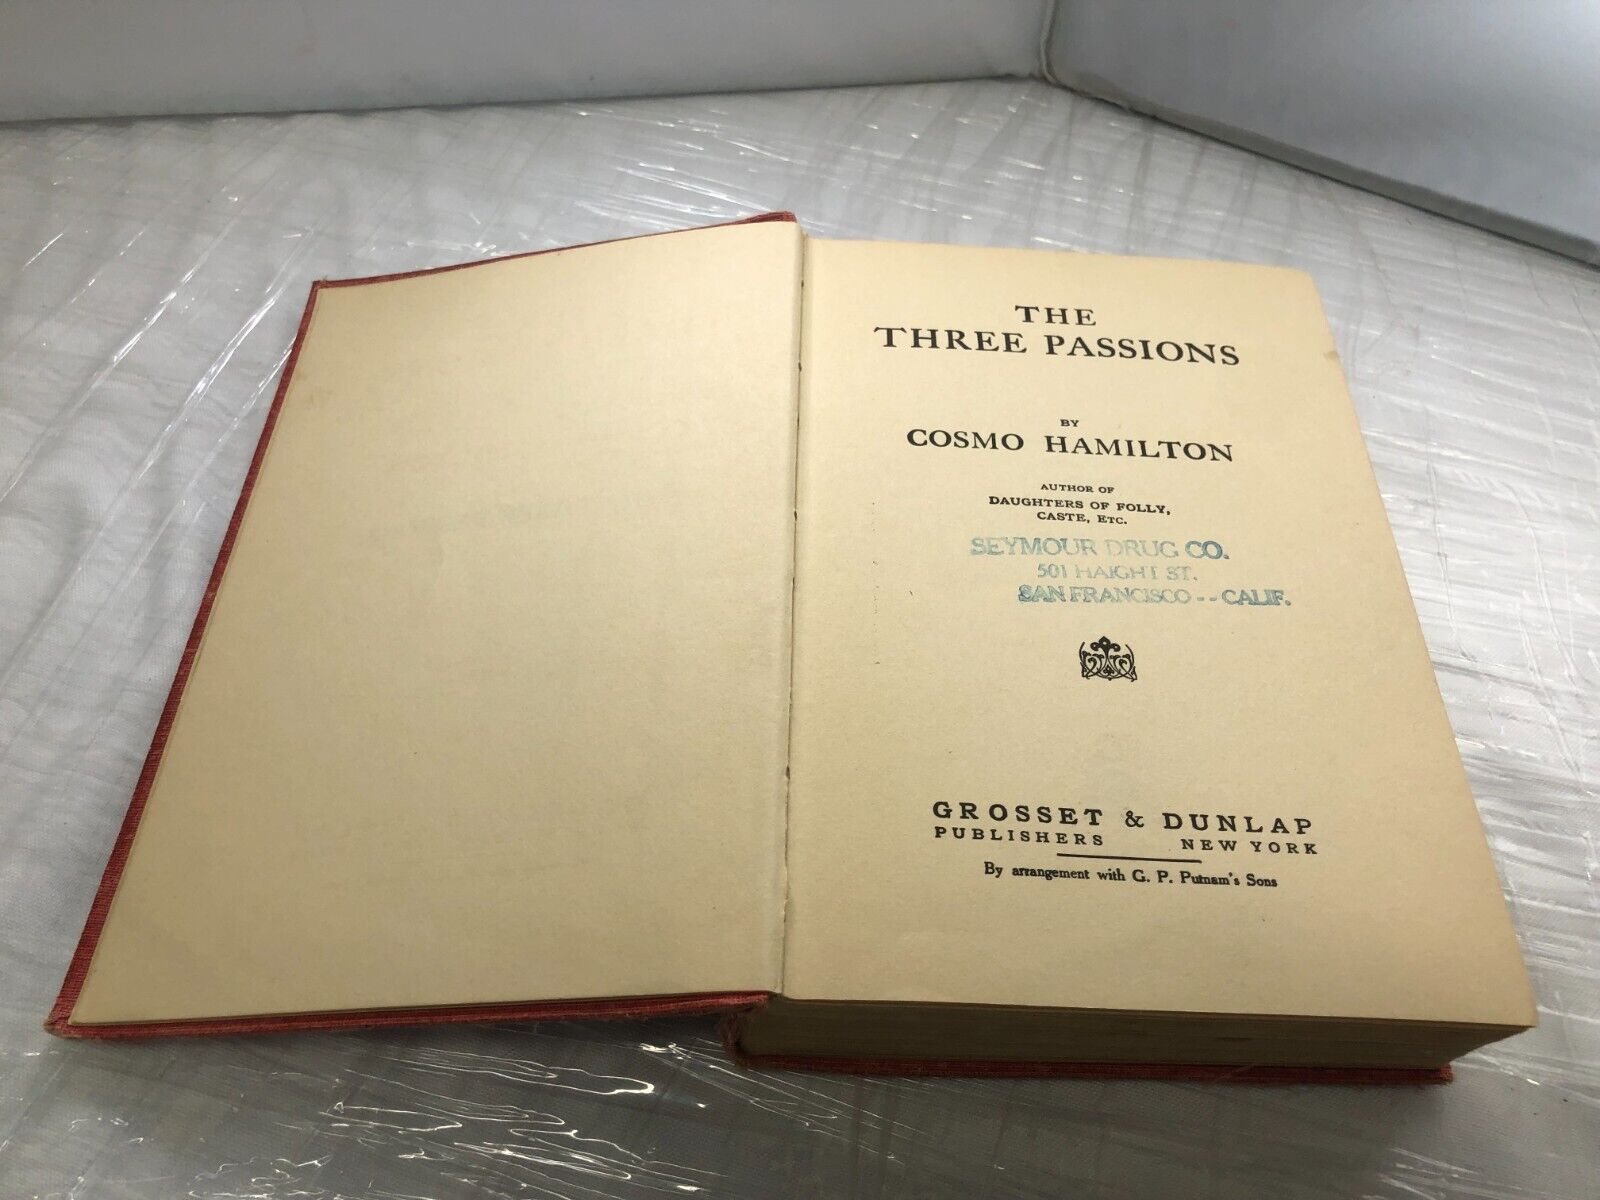 THE
THREE PASSIONS
BY
COSMO HAMILTON
AUTHOR OF
DAUGHTERS OF FOLLY,
CASTE, ETC.
SEYMOUR DRUG CO.
501 HAIGHT ST.
SAN FRANCISCO -- CALIF.
GROSSET & DUNLAP
PUBLISHERS NEW YORK
By arrangement with G. P. Putnam's Sons